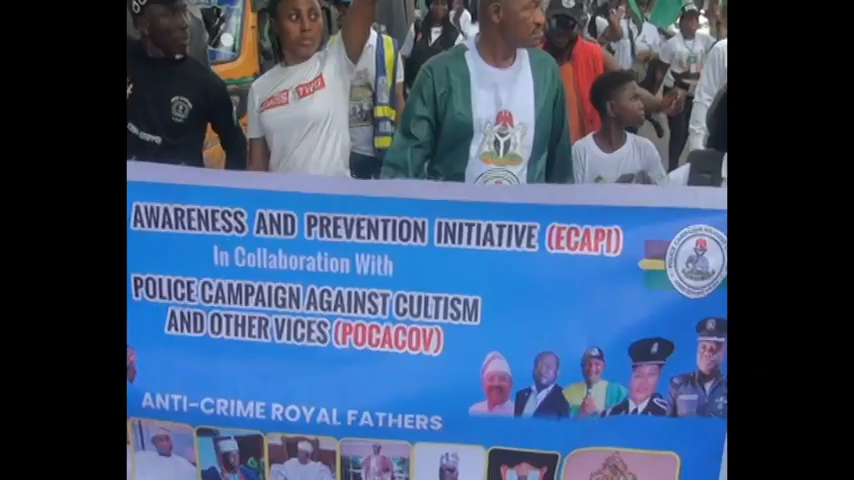 AWARENESS AND PREVENTION INITIATIVE (ECAPI)
In Collaboration With
POLICE CAMPAIGN AGAINST CULTISM
AND OTHER VICES (POCACOV)
ANTI-CRIME ROYAL FATHERS